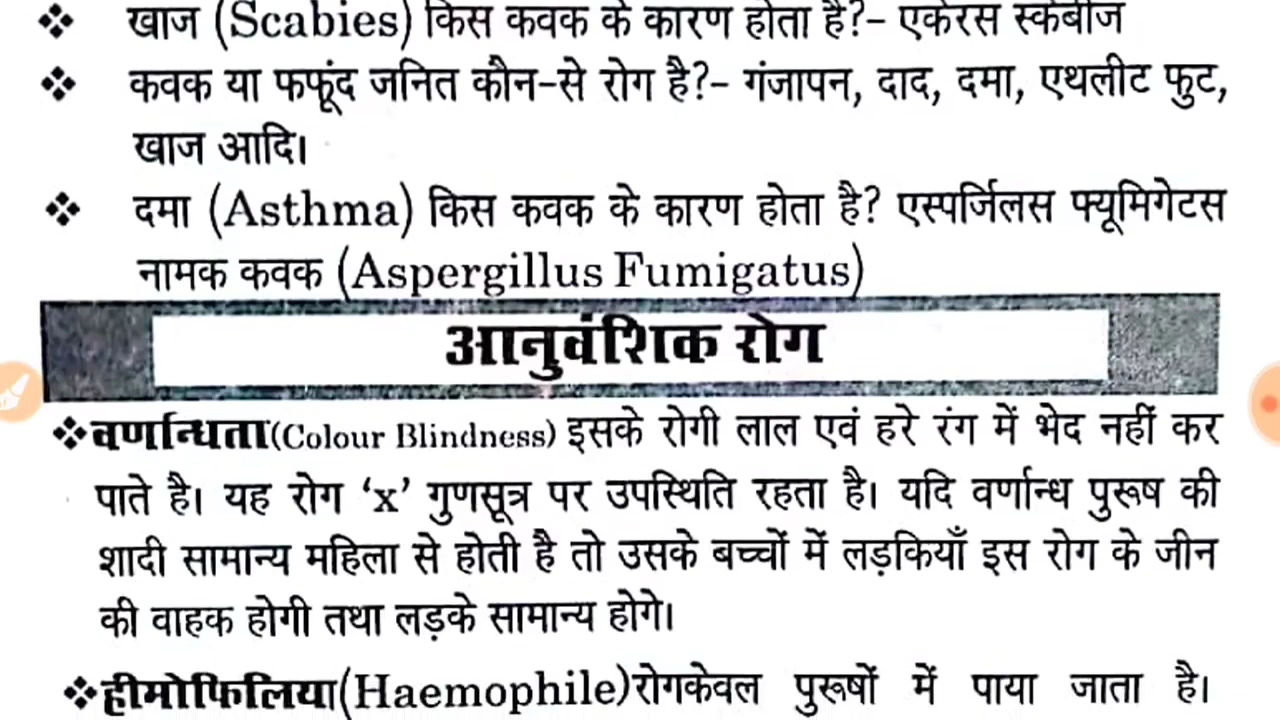 ❖ खाज (Scabies) किस कवक के कारण होता है?– एकेरस स्केबीज
❖ कवक या फफूंद जनित कौन-से रोग है?– गंजापन, दाद, दमा, एथलीट फुट,
खाज आदि।
❖ दमा (Asthma) किस कवक के कारण होता है? एस्पर्जिलस फ्यूमिगेटस
नामक कवक (Aspergillus Fumigatus)
आनुवंशिक रोग
❖वर्णान्धता(Colour Blindness) इसके रोगी लाल एवं हरे रंग में भेद नहीं कर
पाते है। यह रोग ‘x’ गुणसूत्र पर उपस्थिति रहता है। यदि वर्णान्ध पुरूष की
शादी सामान्य महिला से होती है तो उसके बच्चों में लड़कियाँ इस रोग के जीन
की वाहक होगी तथा लड़के सामान्य होगे।
❖हीमोफिलिया(Haemophile)रोगकेवल पुरूषों में पाया जाता है।